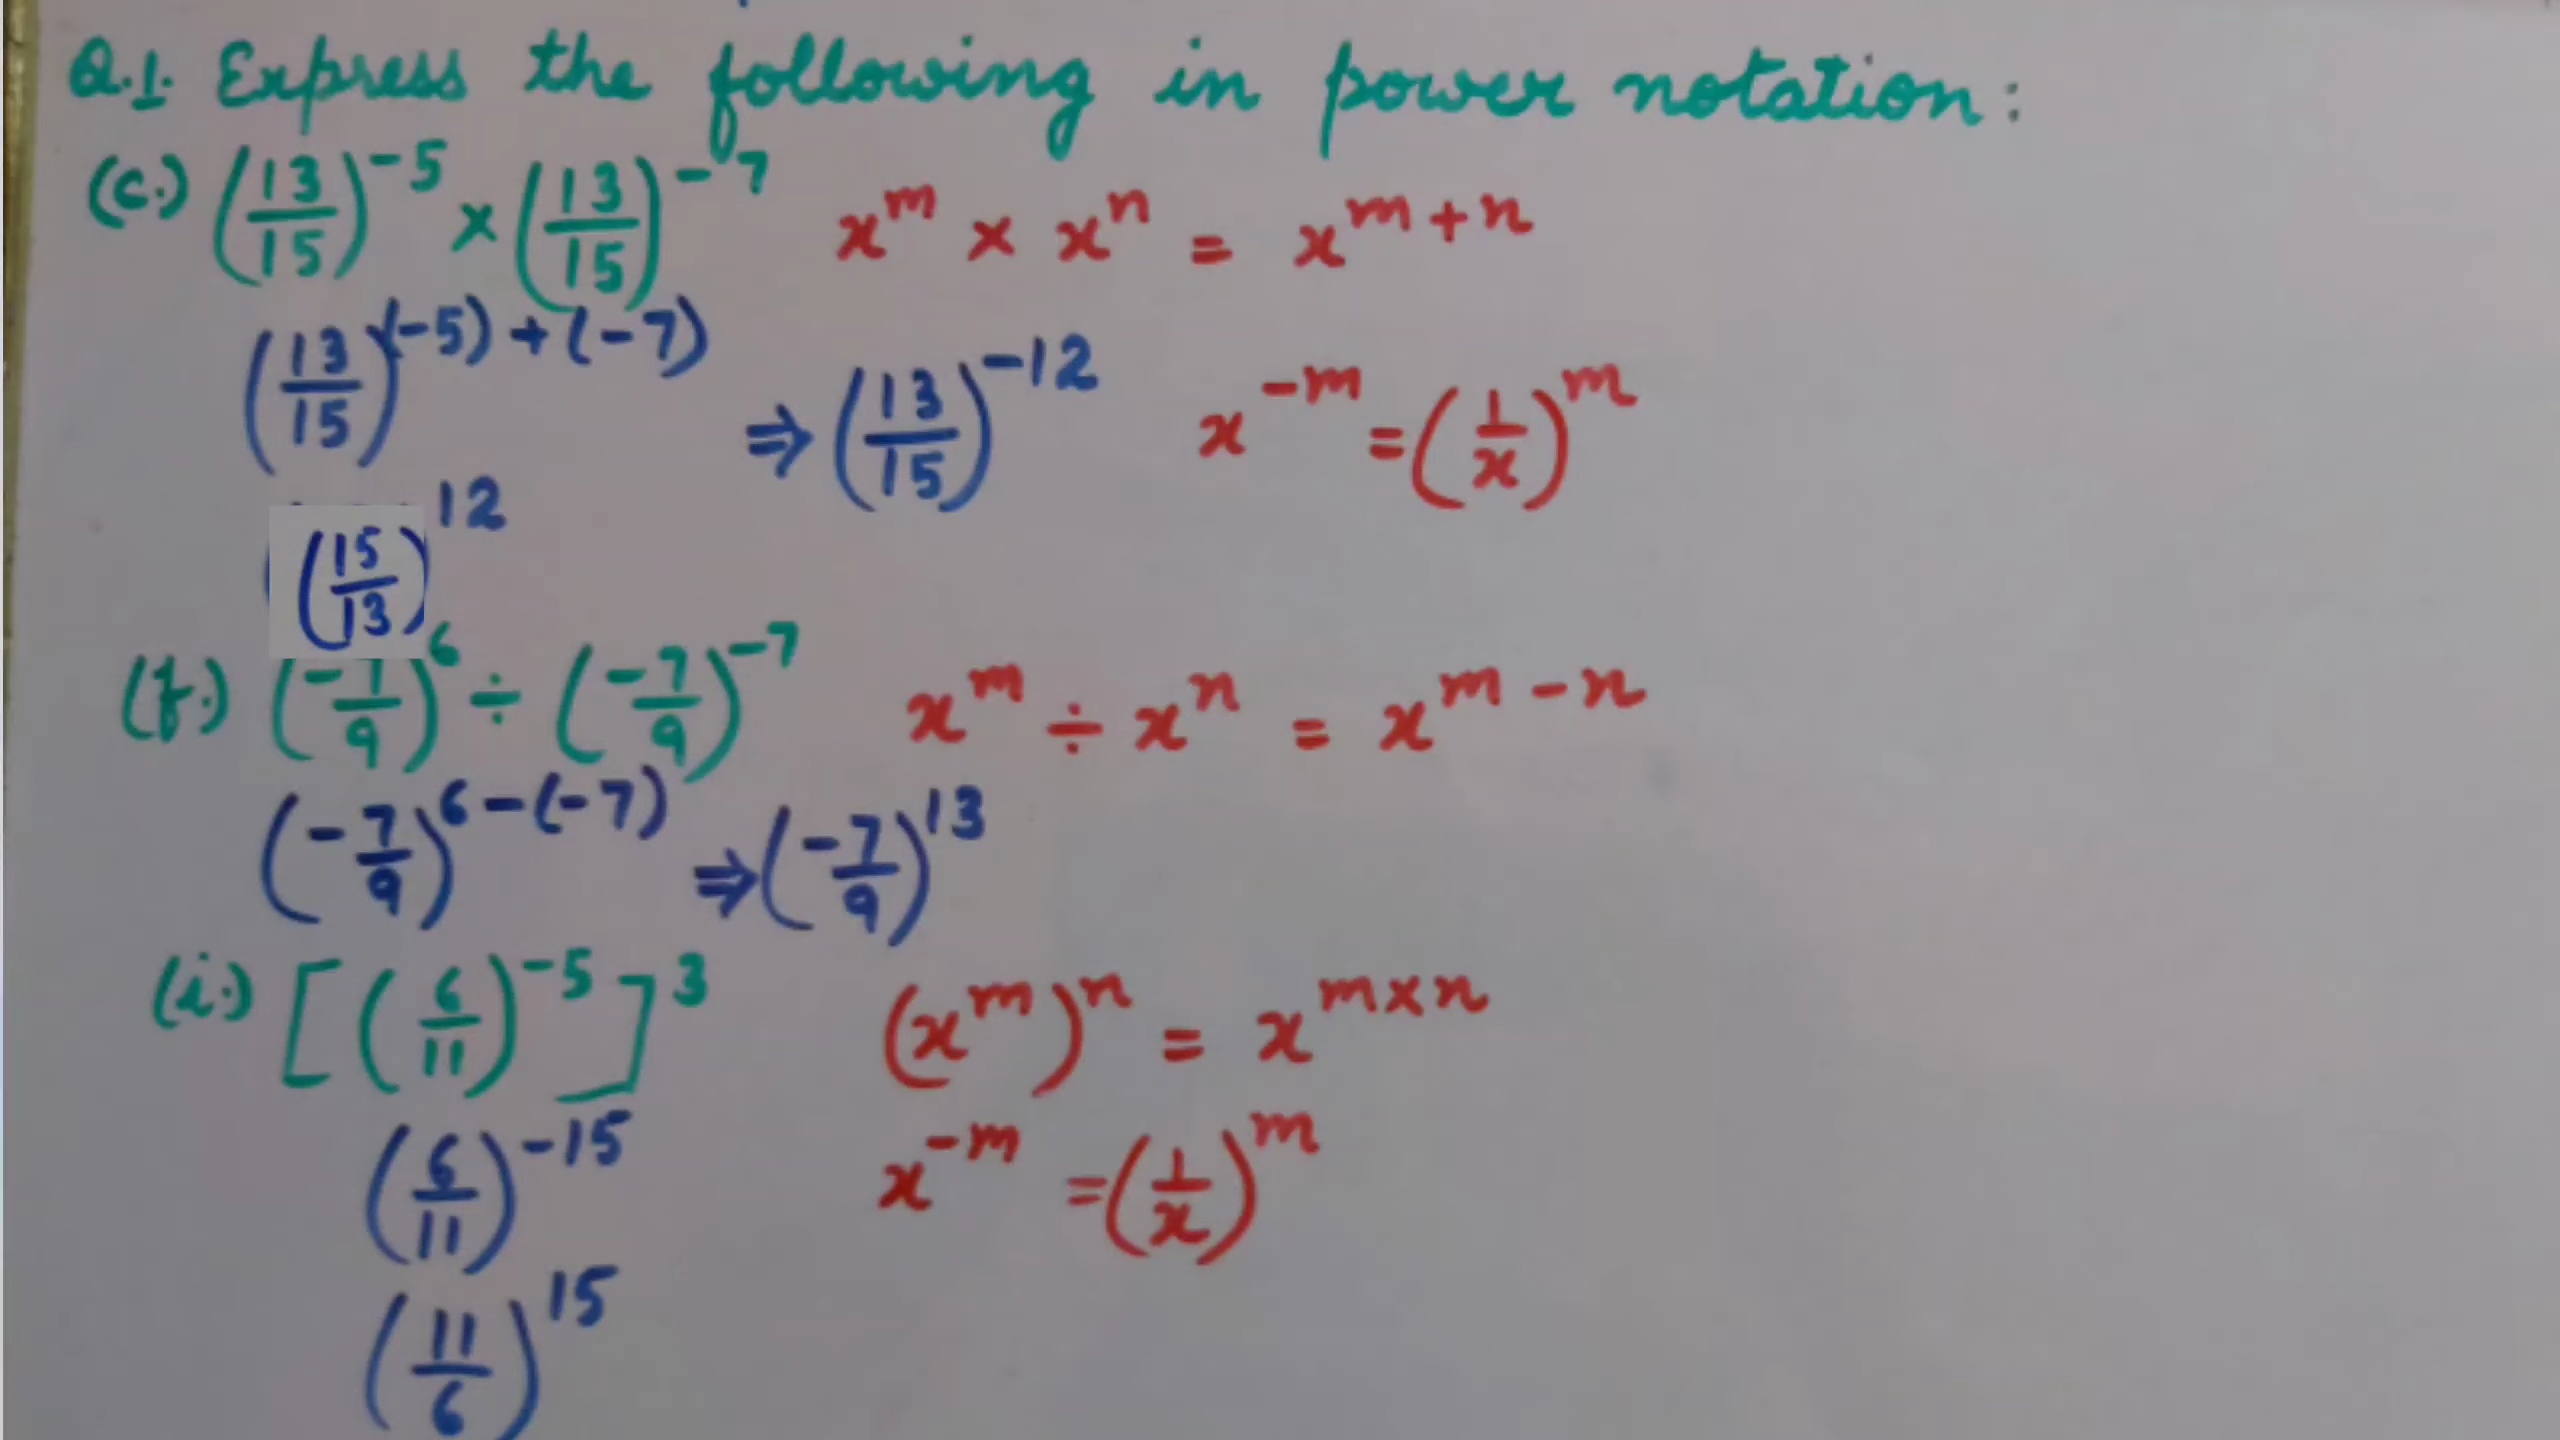 Q.1. Express the following in power notation:
(c.) (13/15)^-5 × (13/15)^-7 x^m × x^n = x^m+n
(13/15)^(-5)+(-7) ⇒ (13/15)^-12 x^-m = (1/x)^m
(15/13)^12
(f.) (-7/9)^6 ÷ (-7/9)^-7 x^m ÷ x^n = x^m-n
(-7/9)^6-(-7) ⇒ (-7/9)^13
(i.) [(6/11)^-5]^3 (x^m)^n = x^m×n
(6/11)^-15 x^-m = (1/x)^m
(11/6)^15